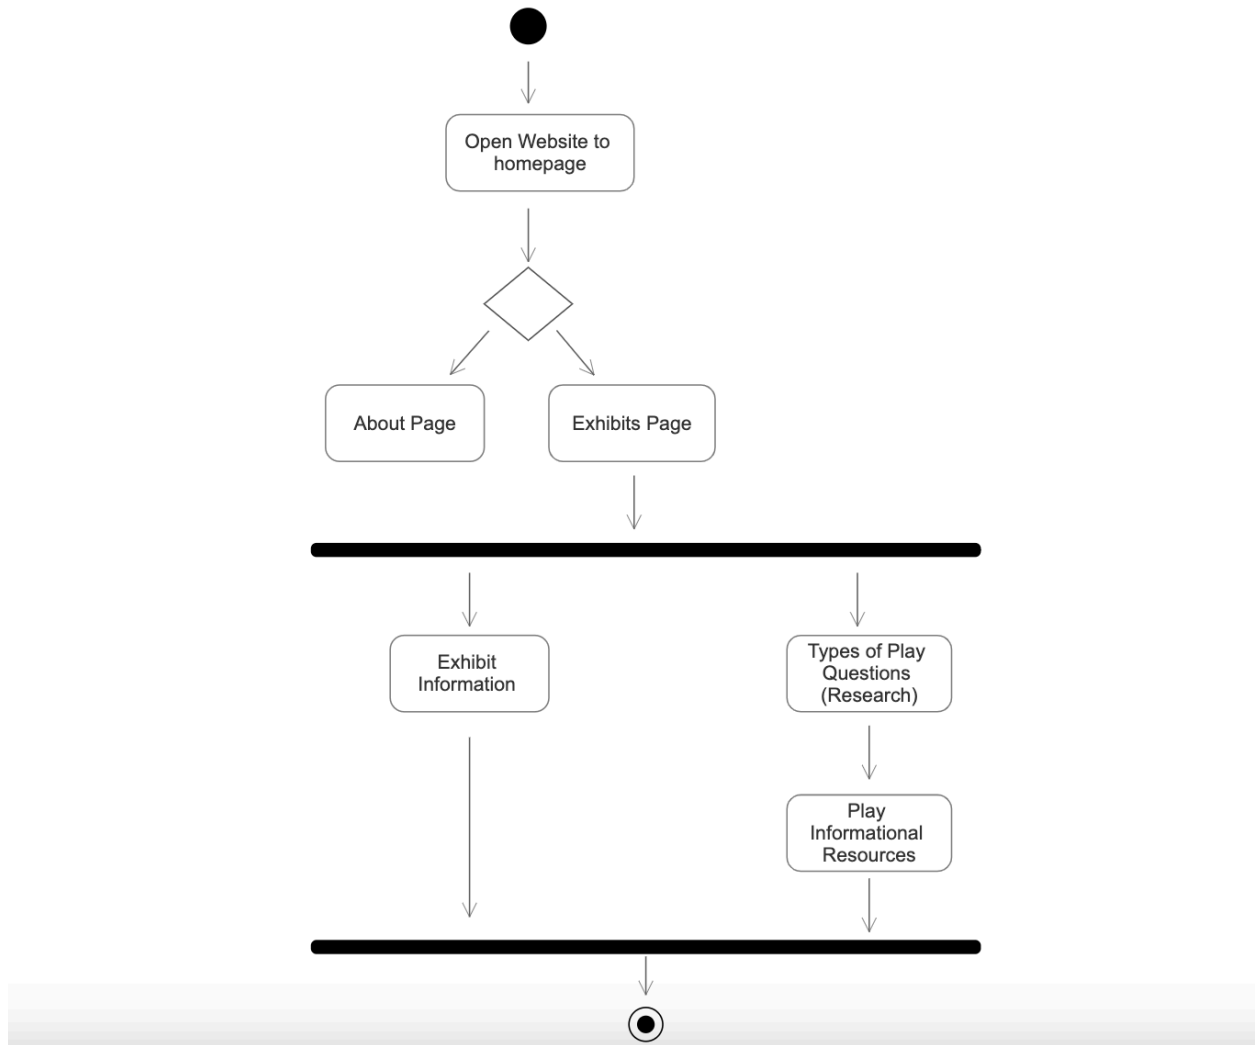 Open Website to
homepage
About Page
Exhibits Page
Exhibit
Information
Types of Play
Questions
(Research)
Play
Informational
Resources